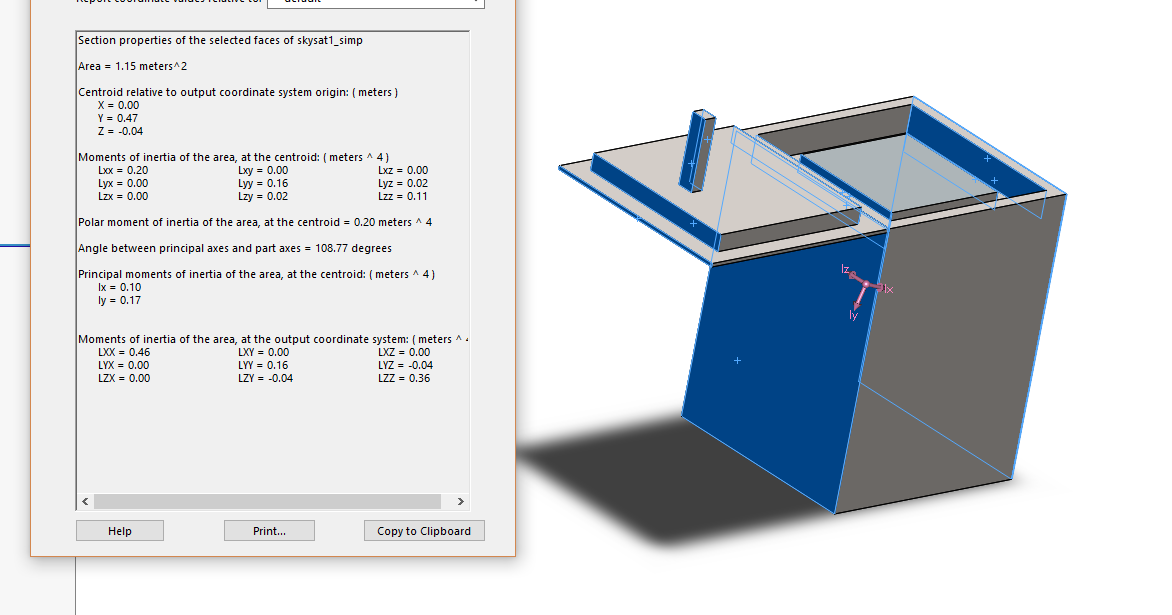 Report coordinate values relative to:
default
Section properties of the selected faces of skysat1_simp
Area = 1.15 meters^2
Centroid relative to output coordinate system origin: ( meters )
X = 0.00
Y = 0.47
Z = -0.04
Moments of inertia of the area, at the centroid: ( meters ^ 4 )
Lxx = 0.20 Lxy = 0.00 Lxz = 0.00
Lyx = 0.00 Lyy = 0.16 Lyz = 0.02
Lzx = 0.00 Lzy = 0.02 Lzz = 0.11
Polar moment of inertia of the area, at the centroid = 0.20 meters ^ 4
Angle between principal axes and part axes = 108.77 degrees
Principal moments of inertia of the area, at the centroid: ( meters ^ 4 )
Ix = 0.10
Iy = 0.17
Moments of inertia of the area, at the output coordinate system: ( meters ^
LXX = 0.46 LXY = 0.00 LXZ = 0.00
LYX = 0.00 LYY = 0.16 LYZ = -0.04
LZX = 0.00 LZY = -0.04 LZZ = 0.36
Help
Print...
Copy to Clipboard
Iz
Ix
Iy